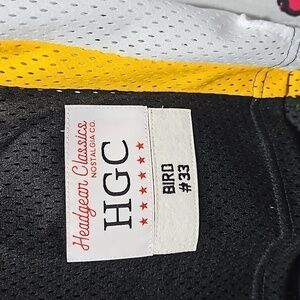 Headgear Classics
NOSTALGIA CO.
HGC
BIRD
#33